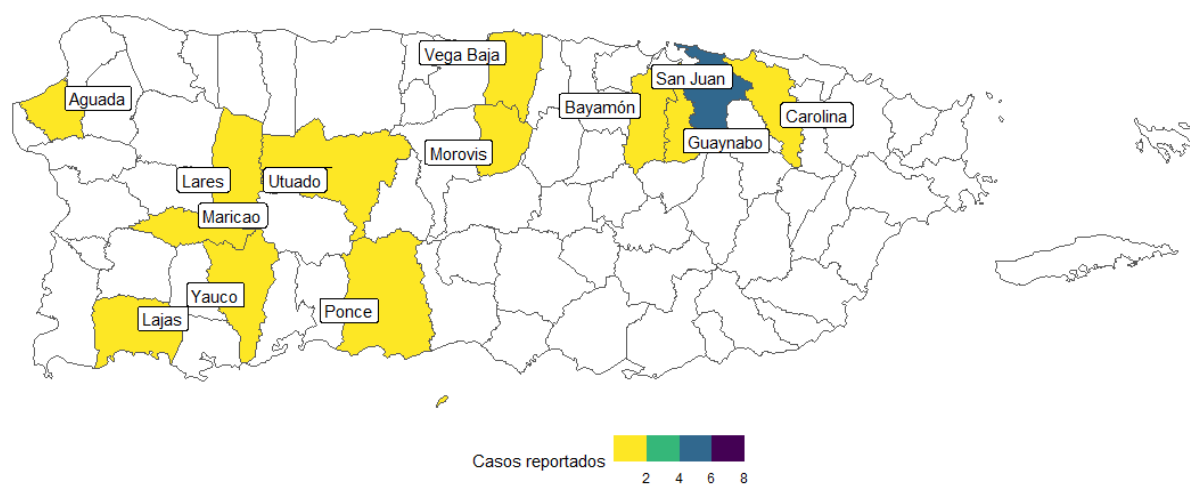 Vega Baja
San Juan
Aguada
Bayamón
Carolina
Guaynabo
Morovis
Lares
Utuado
Maricao
Yauco
Ponce
Lajas
Casos reportados
2 4 6 8